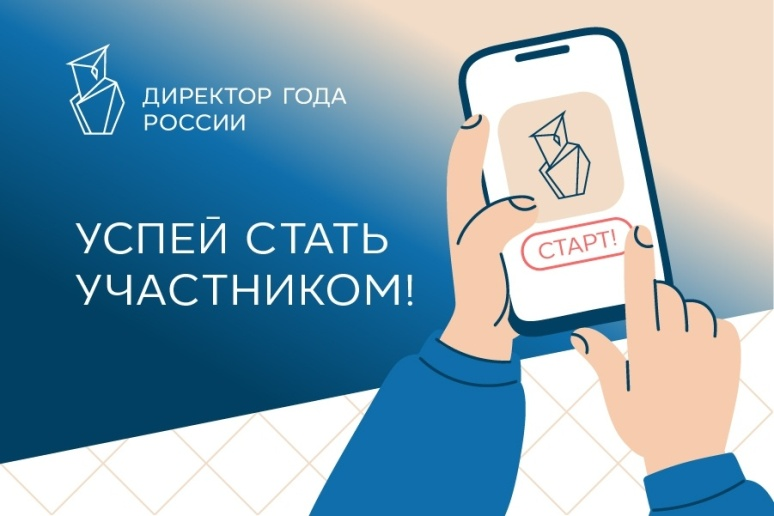 ДИРЕКТОР ГОДА
РОССИИ
УСПЕЙ СТАТЬ
УЧАСТНИКОМ!
СТАРТ!